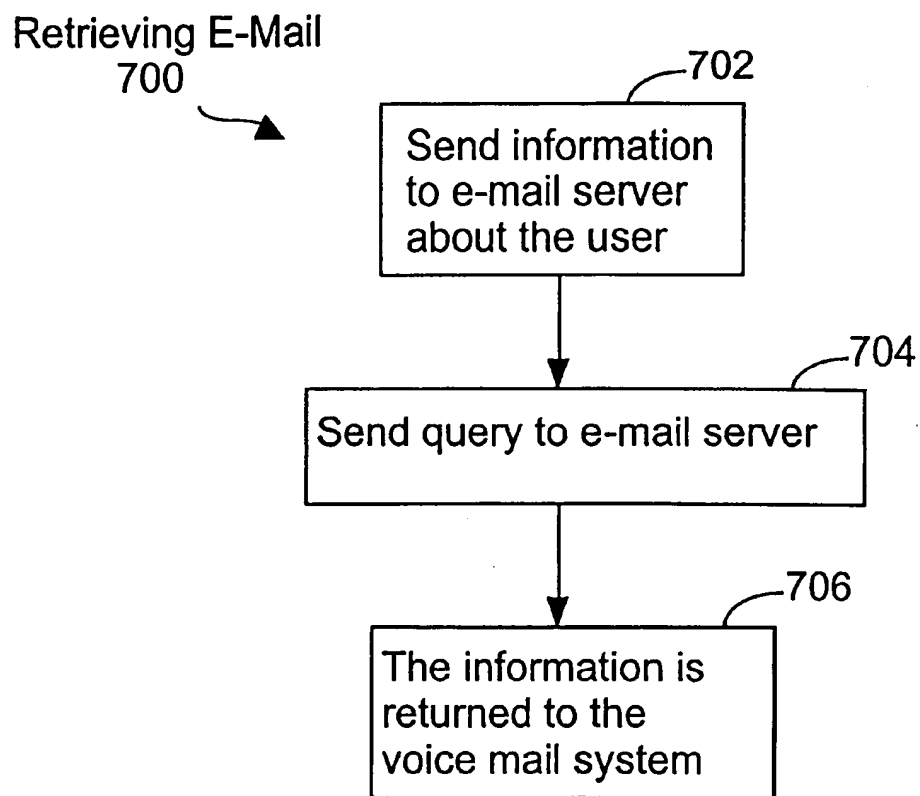 Retrieving E-Mail
700
702
Send information
to e-mail server
about the user
704
Send query to e-mail server
706
The information is
returned to the
voice mail system